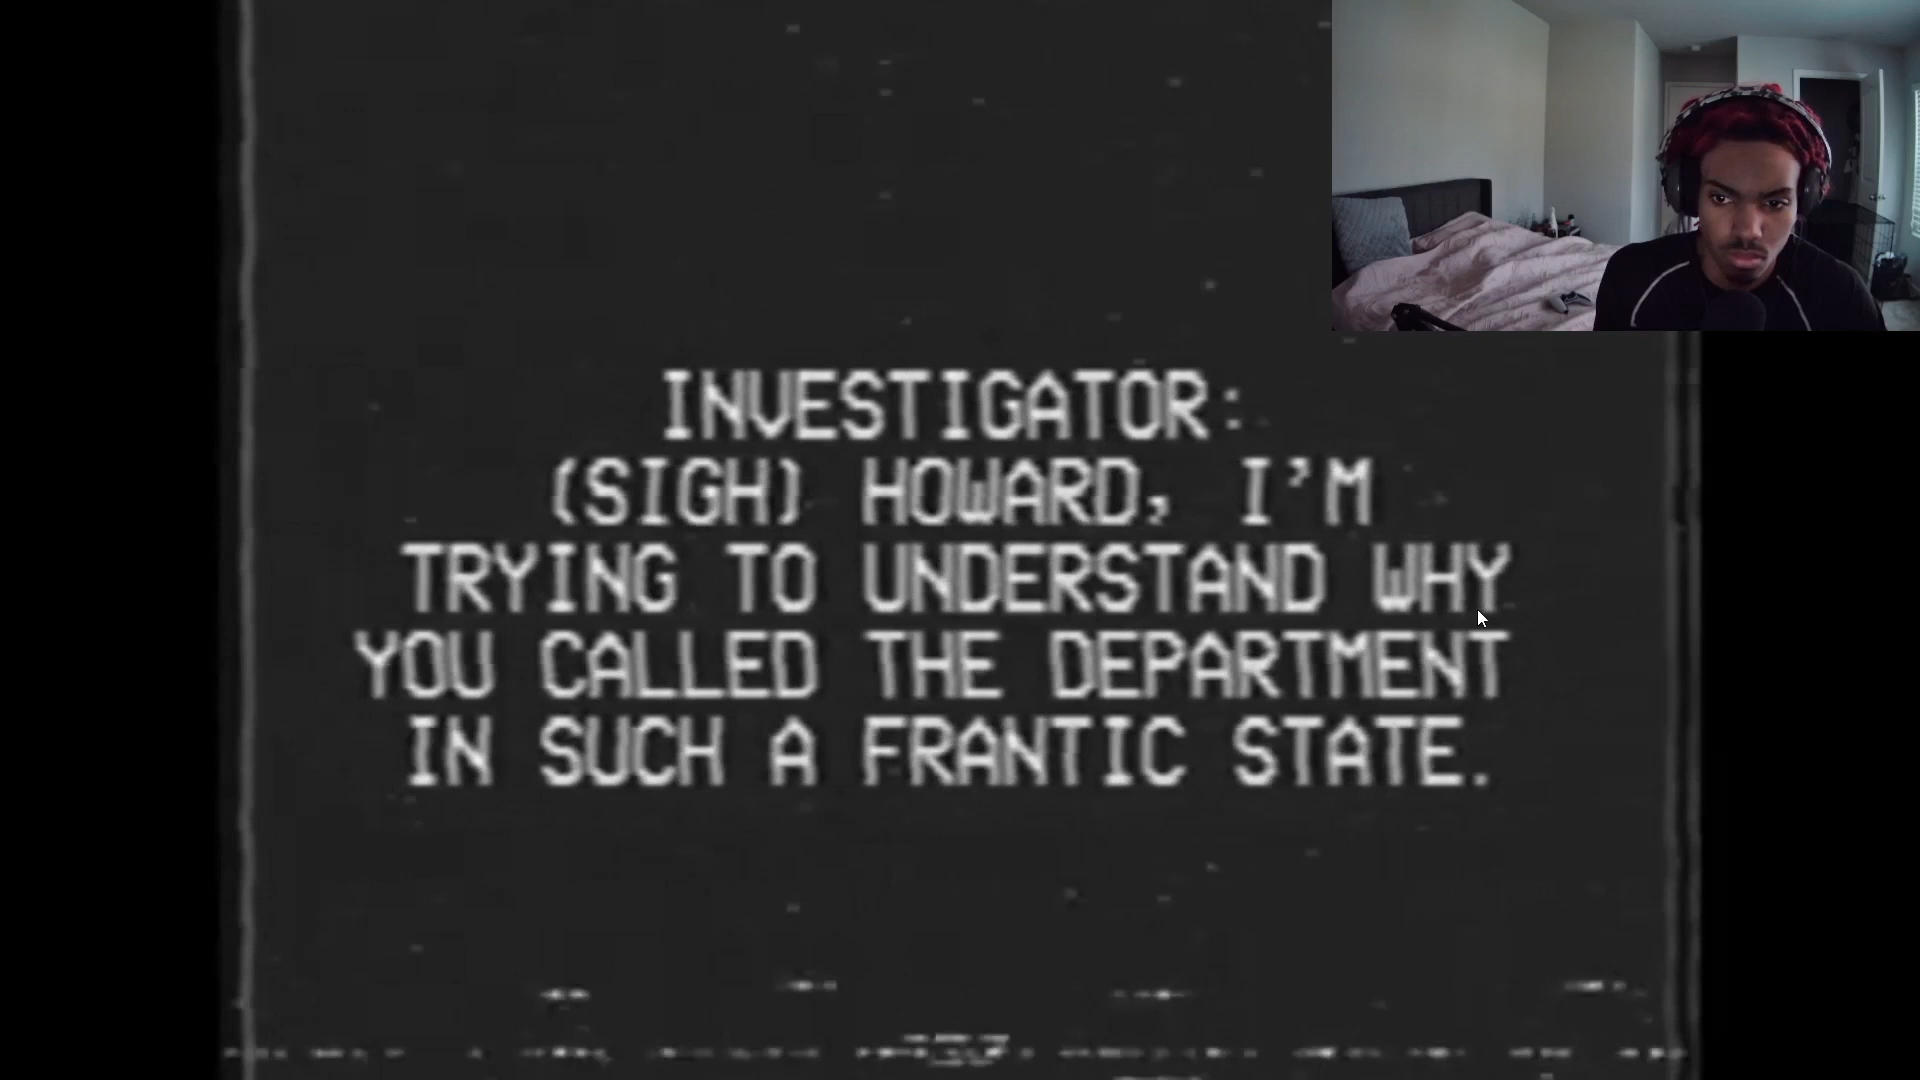 INVESTIGATOR:
(SIGH) HOWARD, I'M
TRYING TO UNDERSTAND WHY
YOU CALLED THE DEPARTMENT
IN SUCH A FRANTIC STATE.